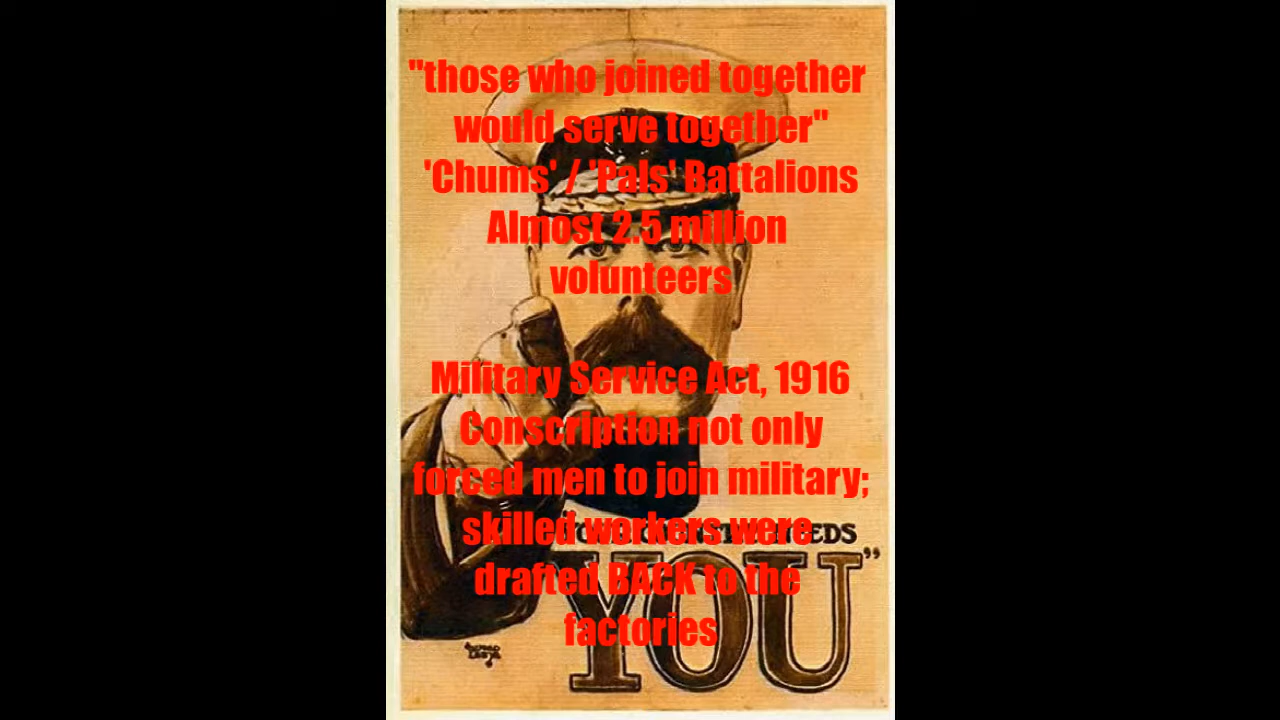 "those who joined together
would serve together"
'Chums' / 'Pals' Battalions
Almost 2.5 million
volunteers
Military Service Act, 1916
Conscription not only
forced men to join military;
skilled workers were
drafted BACK to the
factories
YOU"